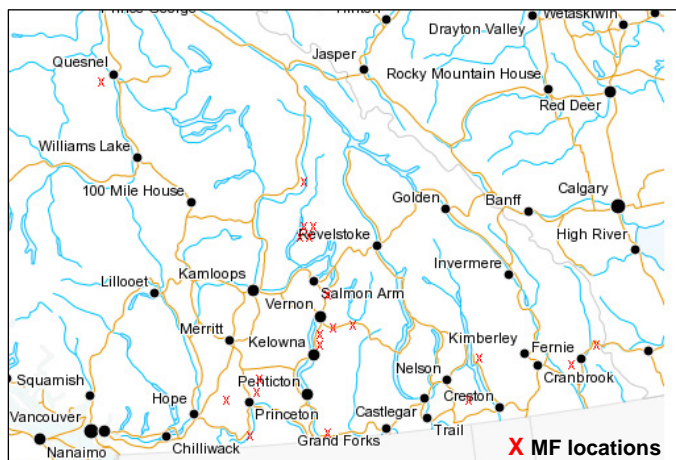 Prince George
Hinton
Wetaskiwin
Drayton Valley
Jasper
Quesnel
Rocky Mountain House
Red Deer
Williams Lake
100 Mile House
Golden
Banff
Calgary
Revelstoke
High River
Invermere
Kamloops
Lillooet
Salmon Arm
Vernon
Merritt
Kelowna
Kimberley
Fernie
Nelson
Cranbrook
Squamish
Penticton
Creston
Hope
Princeton
Vancouver
Castlegar
Trail
Grand Forks
Chilliwack
Nanaimo
X MF locations